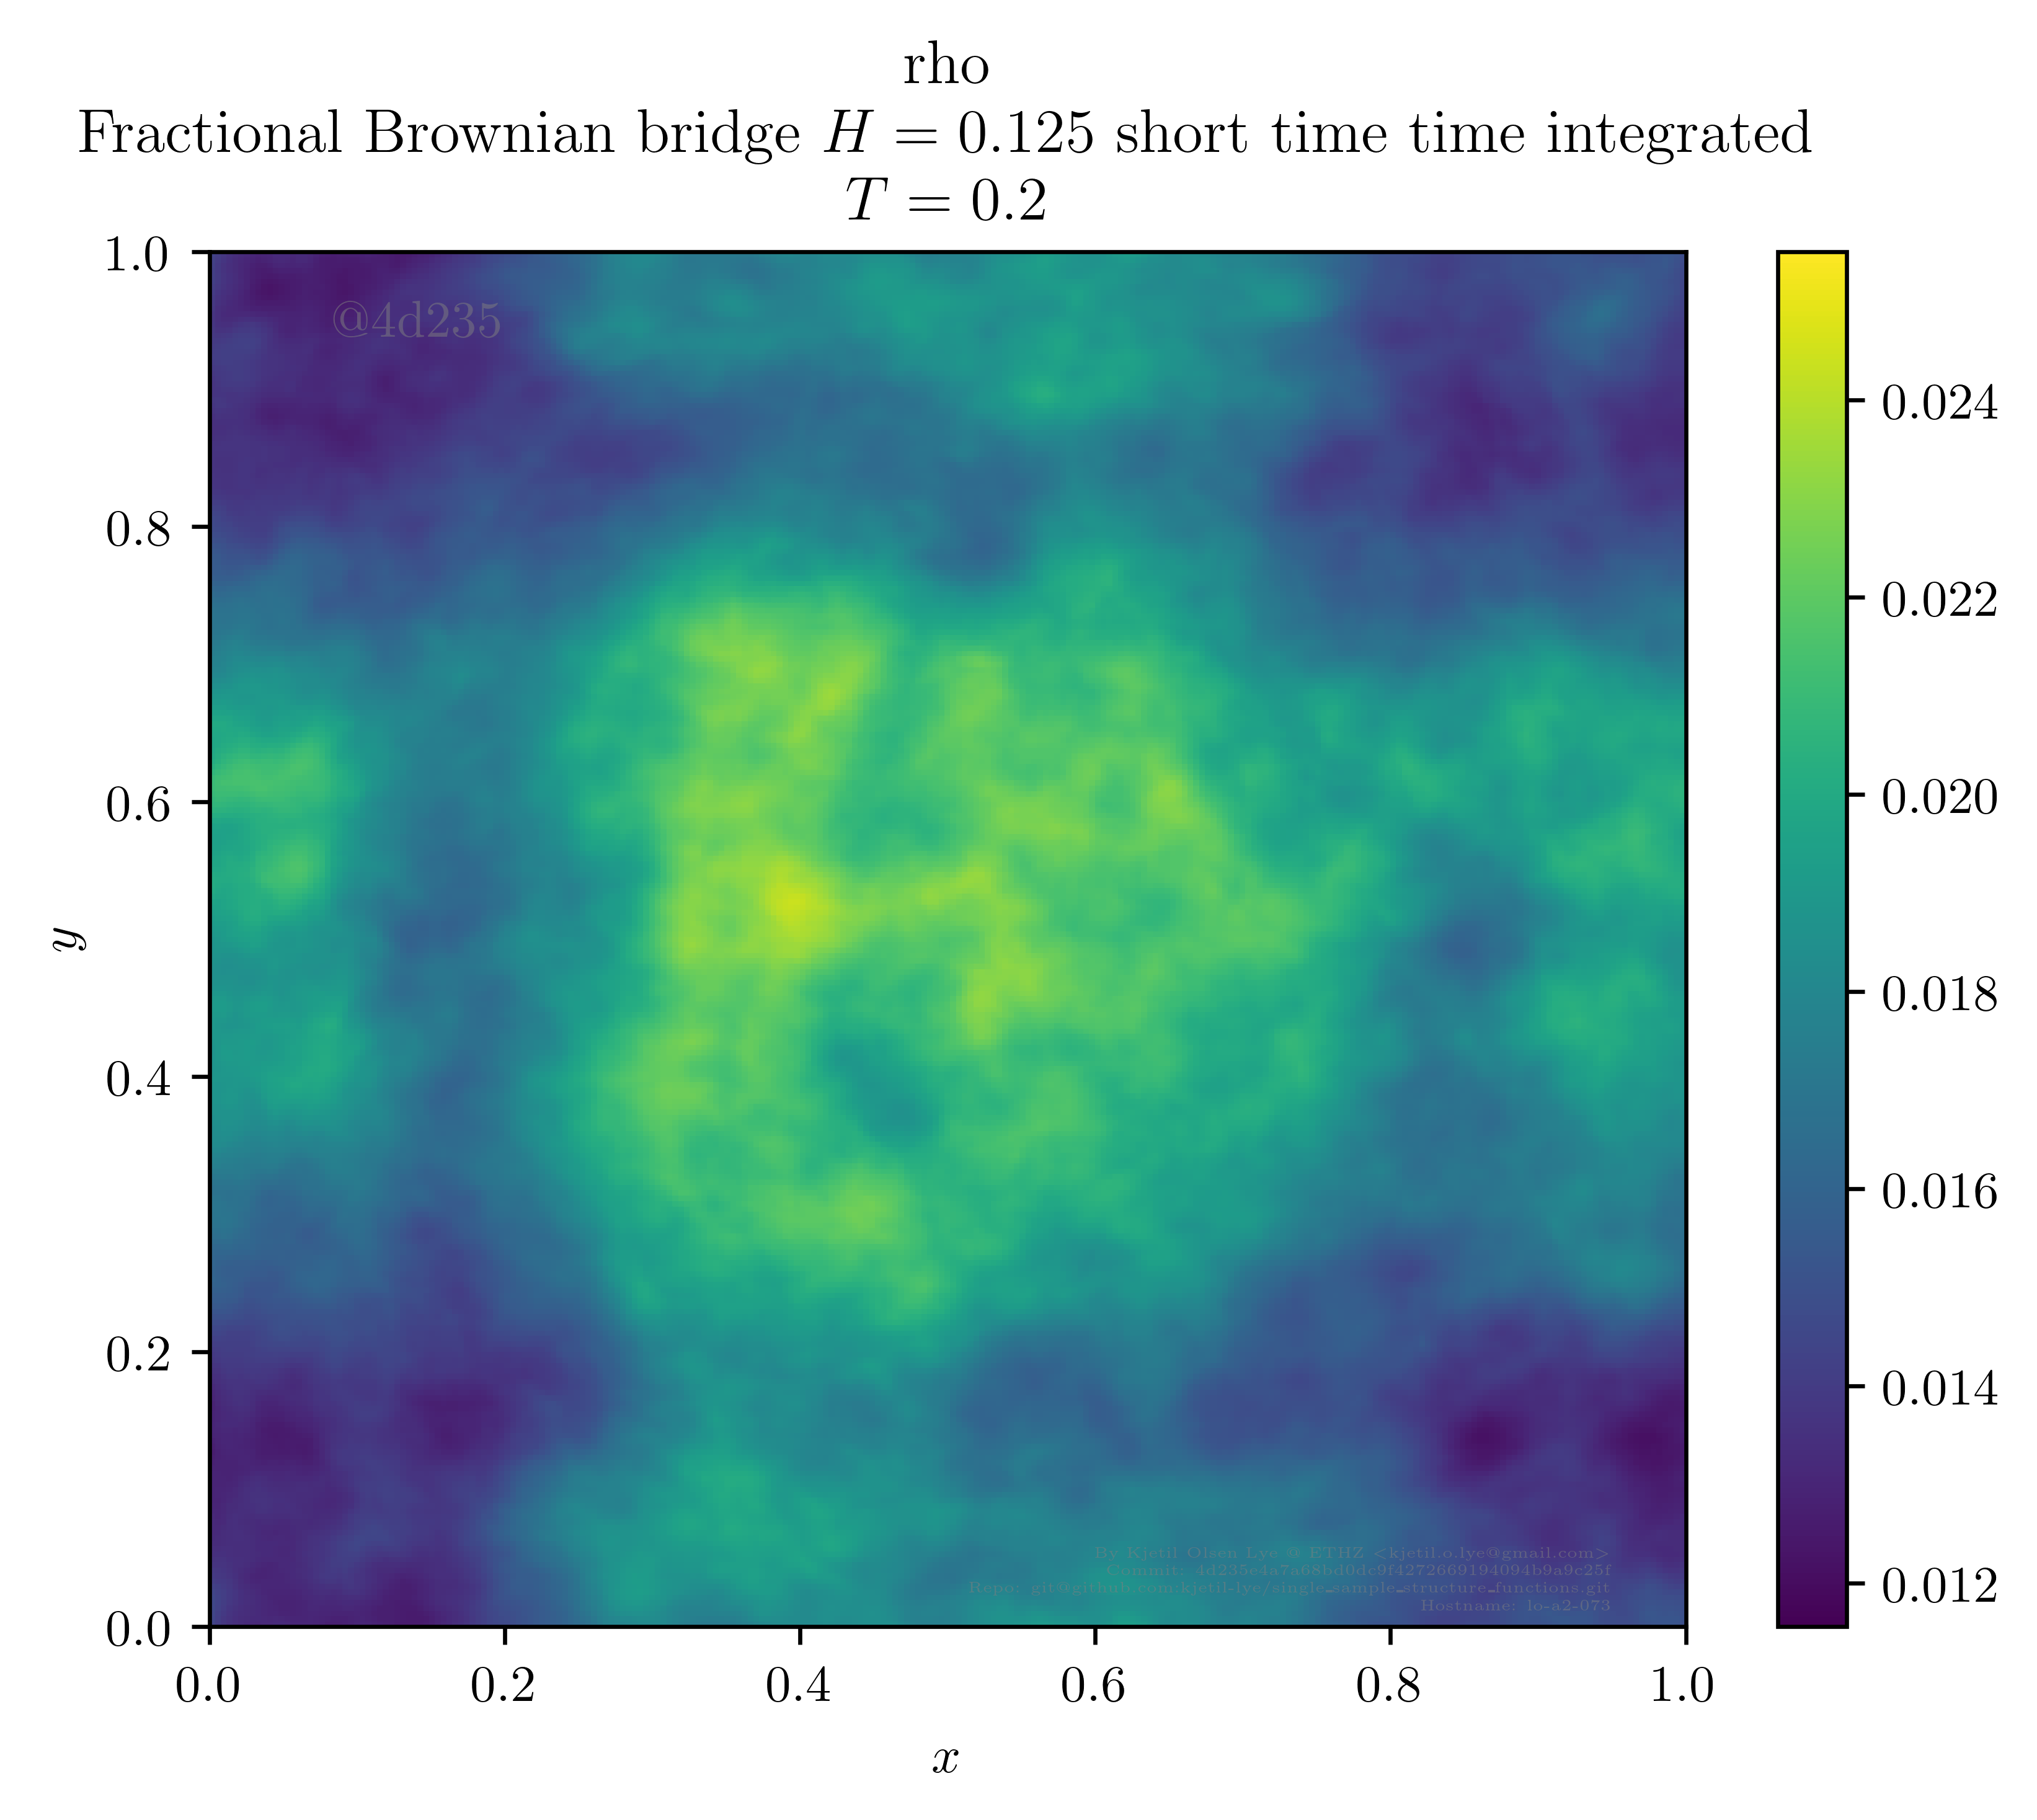 rho
Fractional Brownian bridge H = 0.125 short time time integrated
T = 0.2
@4d235
1.0
0.8
0.6
0.4
0.2
0.0
y
0.0 0.2 0.4 0.6 0.8 1.0
x
0.024
0.022
0.020
0.018
0.016
0.014
0.012
By Kjetil Olsen Lye @ ETHZ <kjetil.o.lye@gmail.com>
Commit: 4d235e4a7a68bd0dc9f4272669194094b9a9c25f
Repo: git@github.com:kjetil-lye/single_sample_structure_functions.git
Hostname: lo-a2-073